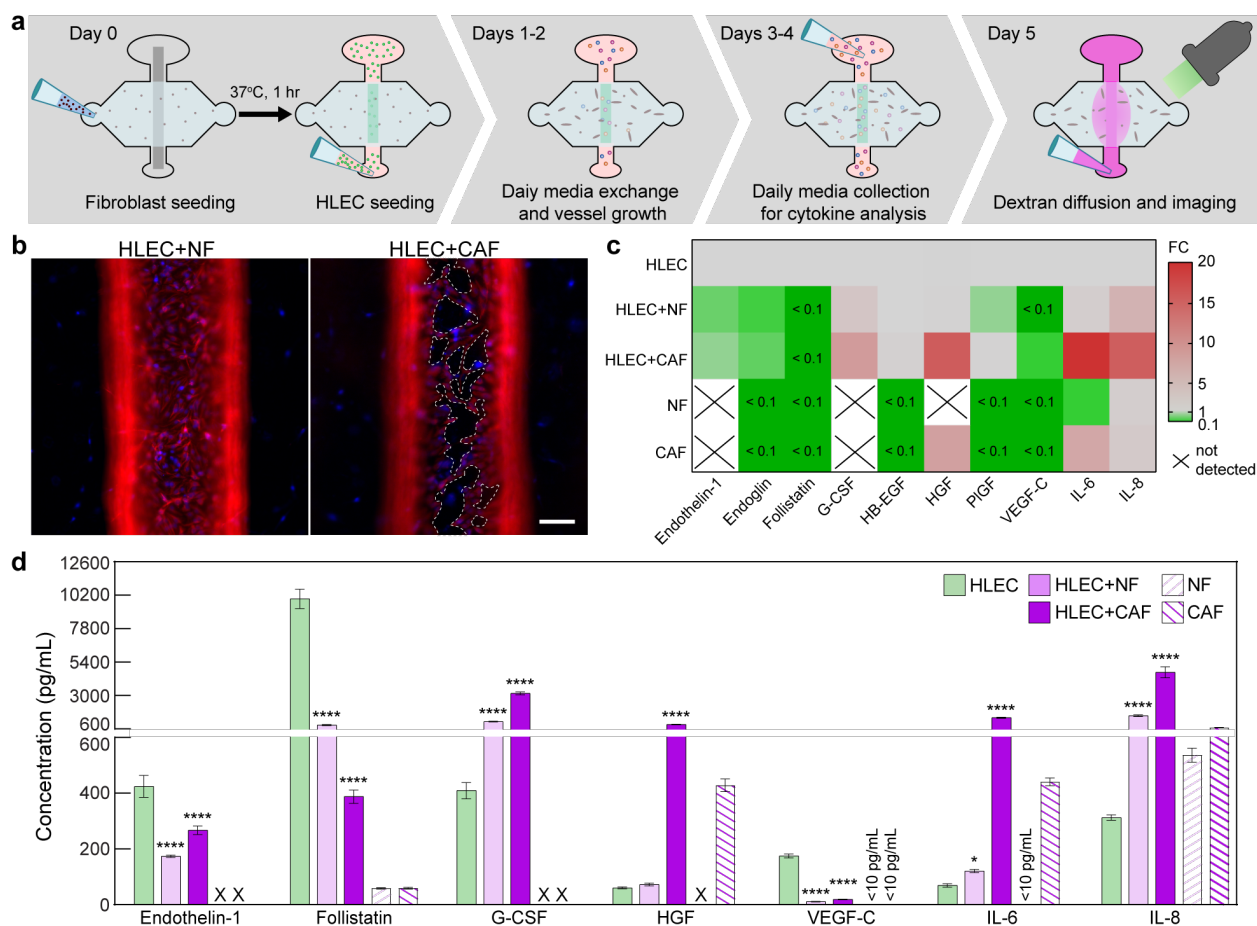 a
Day 0
37°C, 1 hr
Fibroblast seeding
HLEC seeding
Days 1-2
Daiy media exchange
and vessel growth
Days 3-4
Daily media collection
for cytokine analysis
Day 5
Dextran diffusion and imaging
b
HLEC+NF
HLEC+CAF
c
HLEC
HLEC+NF
< 0.1
< 0.1
HLEC+CAF
< 0.1
NF
< 0.1
< 0.1
< 0.1
< 0.1
< 0.1
CAF
< 0.1
< 0.1
< 0.1
< 0.1
< 0.1
Endothelin-1
Endoglin
Follistatin
G-CSF
HB-EGF
HGF
PlGF
VEGF-C
IL-6
IL-8
FC
20
15
10
5
1
0.1
not
detected
d
Concentration (pg/mL)
12600
10200
7800
5400
3000
600
600
400
200
0
HLEC
HLEC+NF
HLEC+CAF
NF
CAF
****
****
X X
Endothelin-1
****
****
Follistatin
****
****
X X
G-CSF
****
X
HGF
****
****
<10 pg/mL
<10 pg/mL
VEGF-C
*
****
<10 pg/mL
IL-6
****
****
IL-8